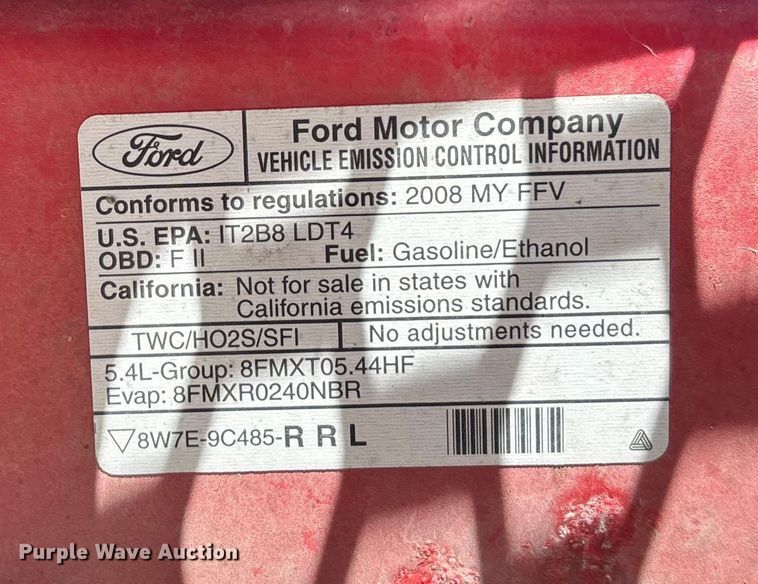 Ford
Ford Motor Company
VEHICLE EMISSION CONTROL INFORMATION
Conforms to regulations: 2008 MY FFV
U.S. EPA: IT2B8 LDT4
OBD: F II Fuel: Gasoline/Ethanol
California: Not for sale in states with
California emissions standards.
TWC/HO2S/SFI No adjustments needed.
5.4L-Group: 8FMXT05.44HF
Evap: 8FMXR0240NBR
8W7E-9C485-R R L
Purple Wave Auction